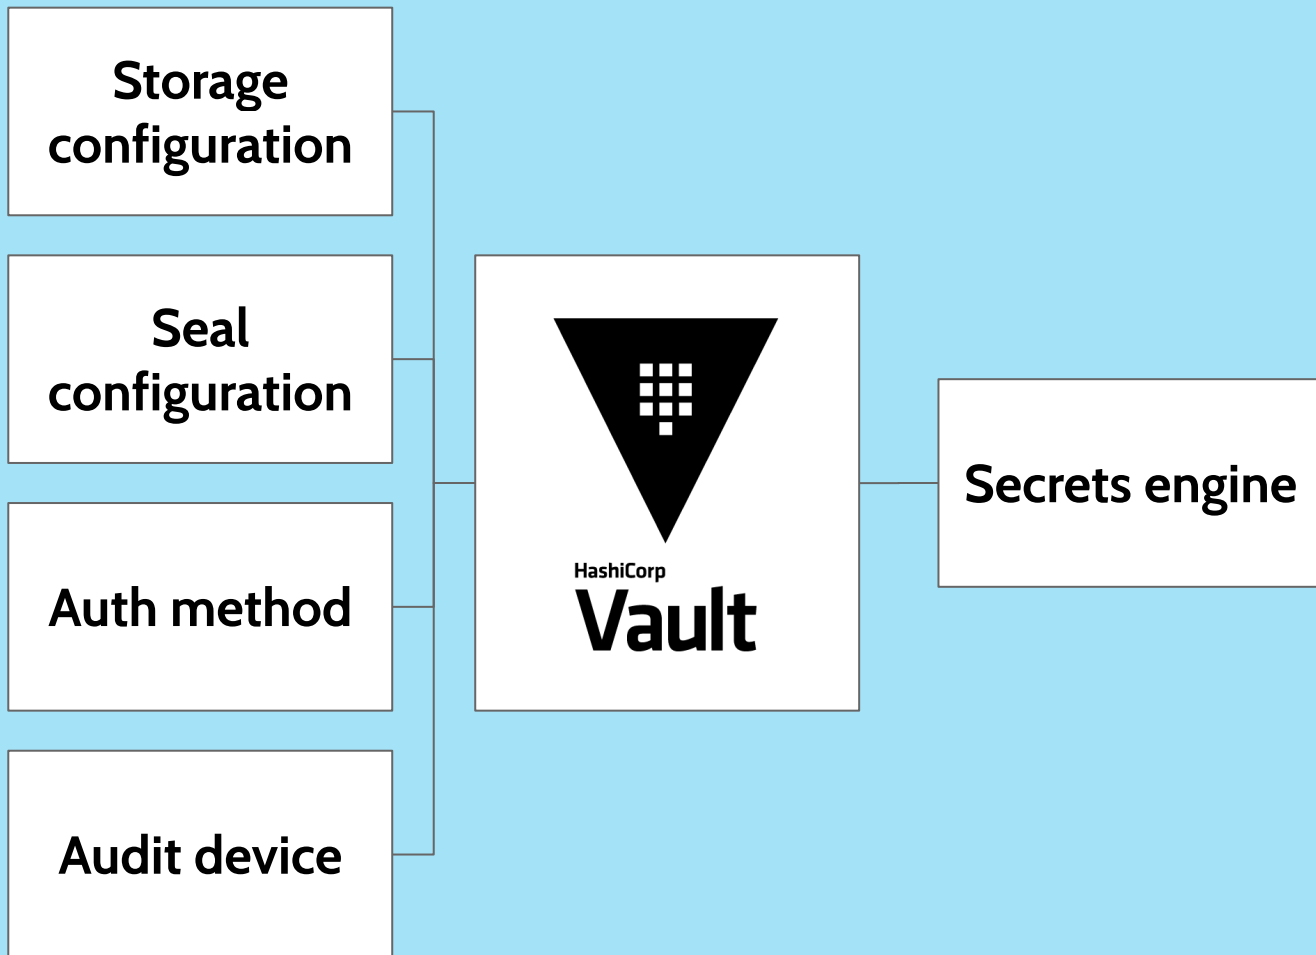 Storage
configuration
Seal
configuration
Auth method
Audit device
HashiCorp
Vault
Secrets engine